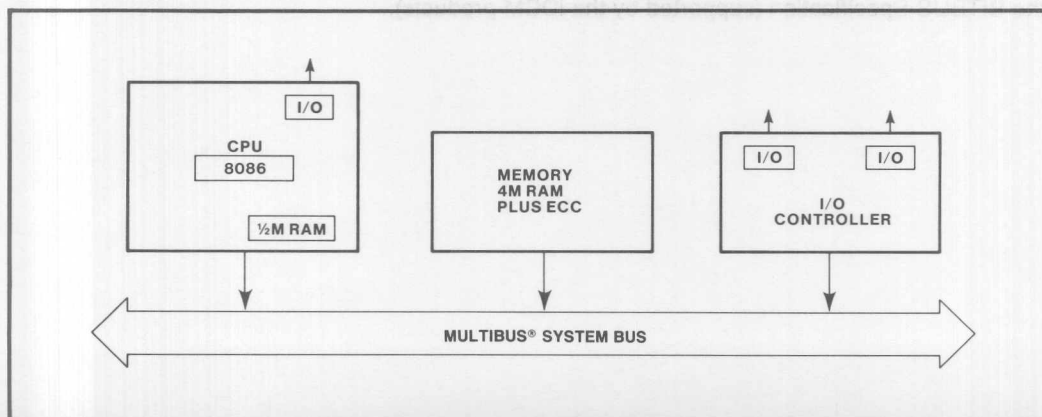 I/O
CPU
8086
½M RAM
MEMORY
4M RAM
PLUS ECC
I/O
I/O
I/O
CONTROLLER
MULTIBUS® SYSTEM BUS